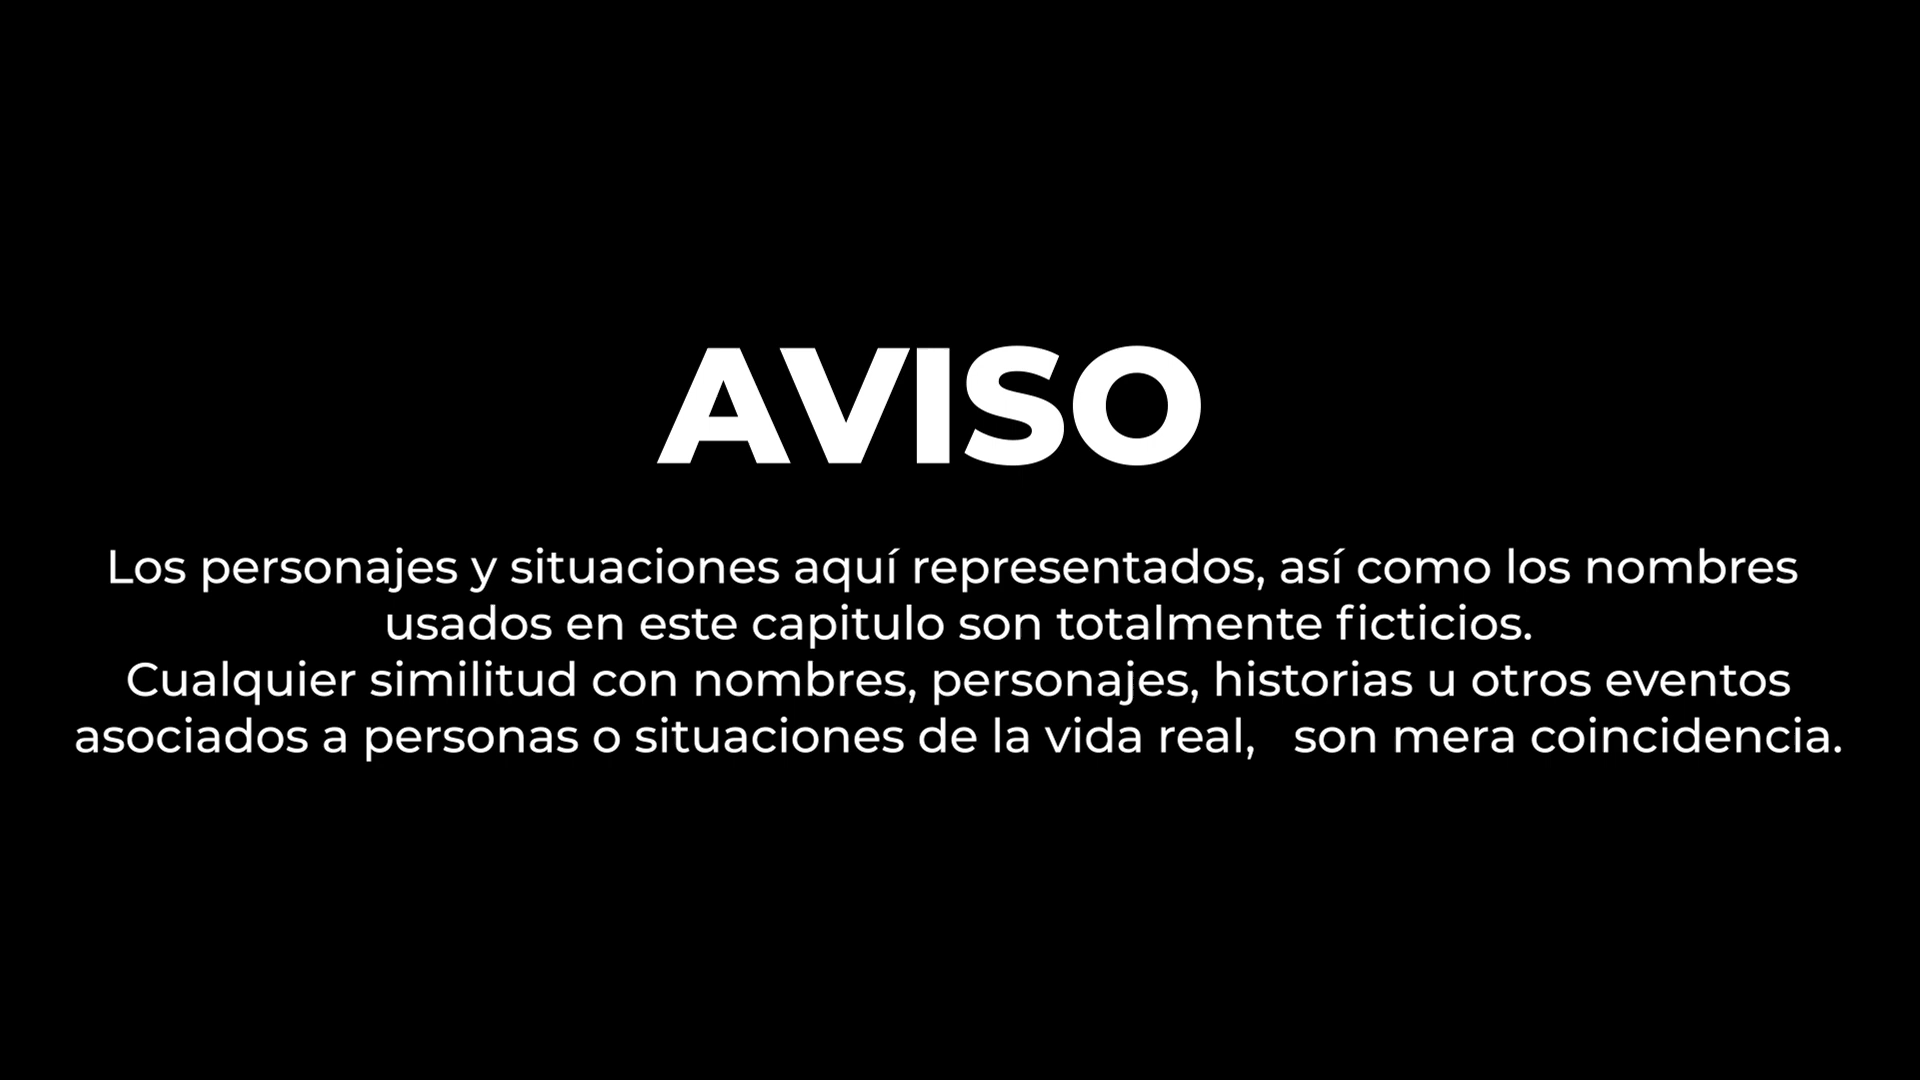 AVISO
Los personajes y situaciones aquí representados, así como los nombres
usados en este capitulo son totalmente ficticios.
Cualquier similitud con nombres, personajes, historias u otros eventos
asociados a personas o situaciones de la vida real,   son mera coincidencia.